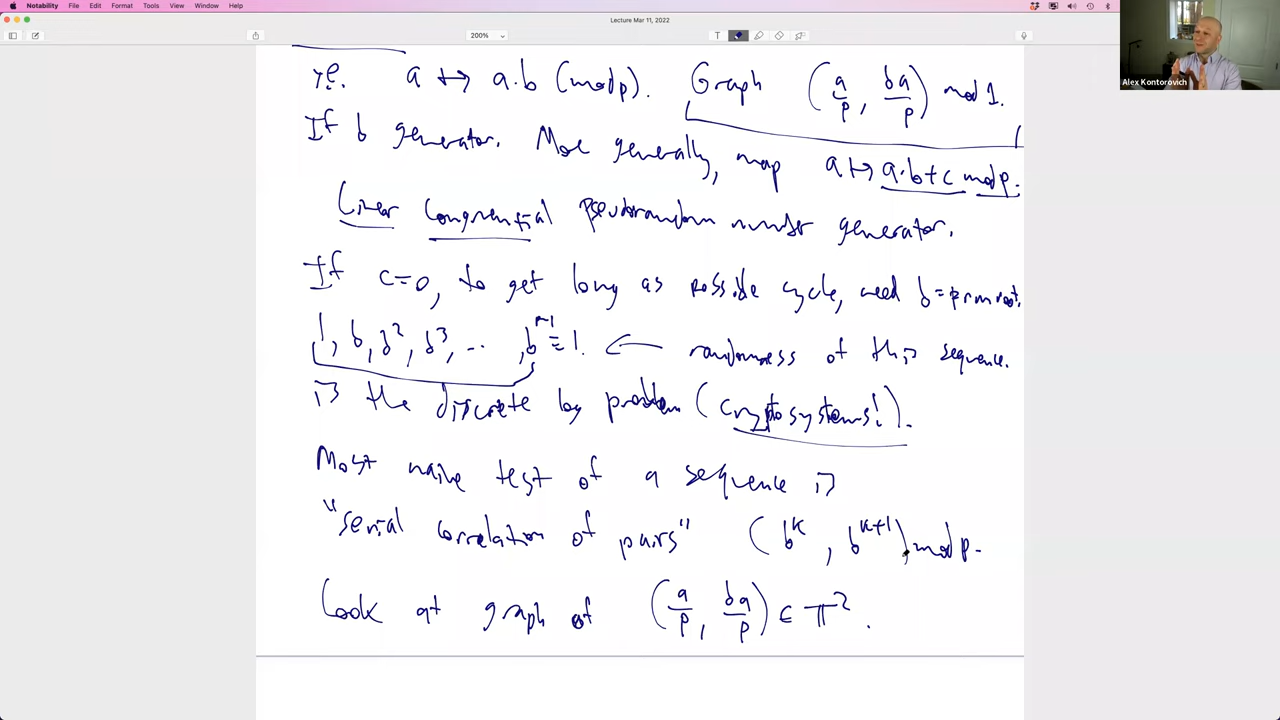 Notability File Edit Format Tools View Window Help
Lecture Mar 11, 2022
200%
T
Alex Kontorovich
i.e. a ↦ a·b (mod p). Graph (a/p, ba/p) mod 1.
If b generator. More generally, map a ↦ a·b+c mod p.
Linear congruential pseudorandom number generator.
If c=0, to get long as possible cycle, need b = prim root.
1, b, b², b³, ..., b^{p-1} ≡ 1. ← randomness of this sequence.
is the discrete log problem (cryptosystems!).
Most naive test of a sequence is
"serial correlation of pairs" (b^k, b^{k+1}) mod p.
Look at graph of (a/p, ba/p) ∈ 𝕋².